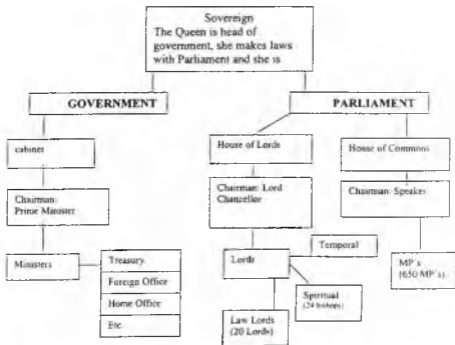 Sovereign
The Queen is head of
government, she makes laws
with Parliament and she is
GOVERNMENT
PARLIAMENT
cabinet
House of Lords
House of Commons
Chairman:
Prime Minister
Chairman: Lord
Chancellor
Chairman: Speaker
Ministers
Treasury
Foreign Office
Home Office
Etc
Lords
Temporal
Spiritual
(24 bishops)
Law Lords
(20 Lords)
MP's
(650 MP's)